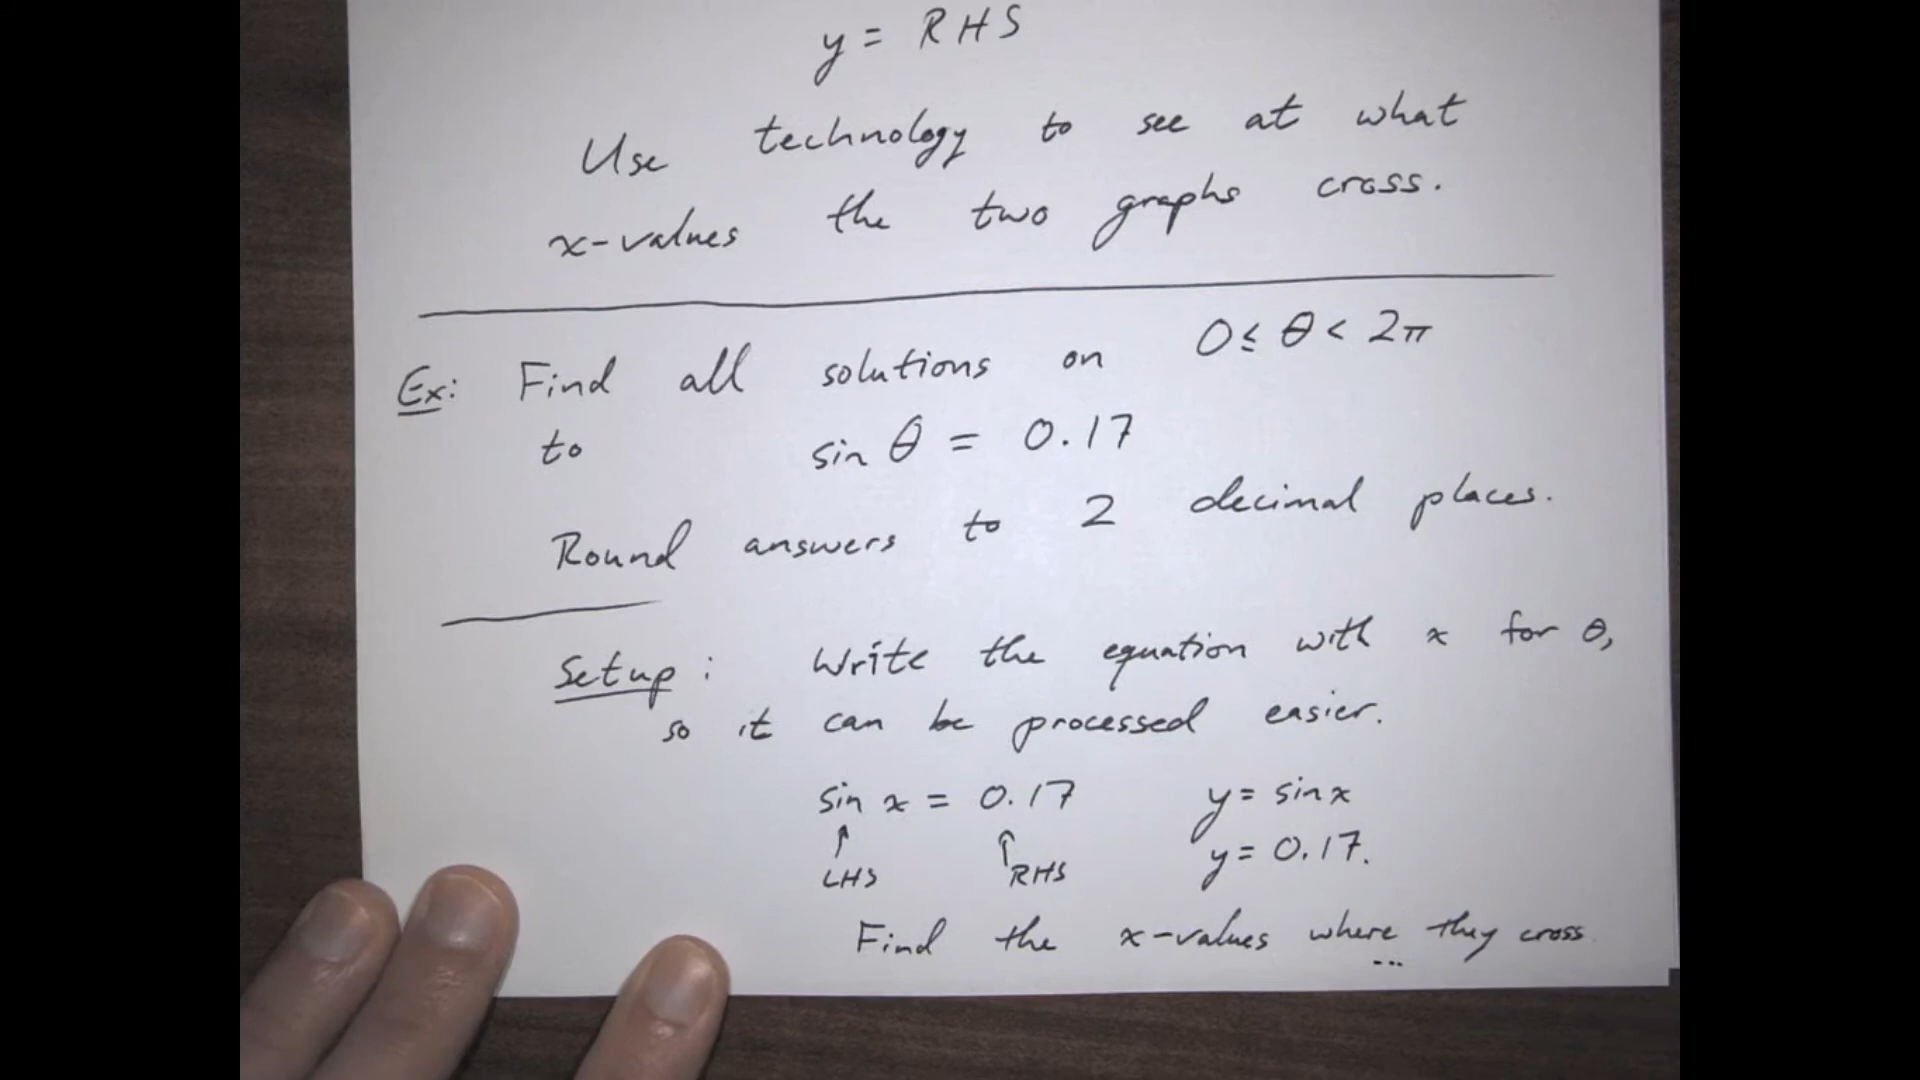 y = RHS
Use technology to see at what
x-values the two graphs cross.
Ex: Find all solutions on 0 ≤ θ < 2π
to sin θ = 0.17
Round answers to 2 decimal places.
Setup: Write the equation with x for θ,
so it can be processed easier.
sin x = 0.17 y = sin x
↑ LHS ↑ RHS y = 0.17.
Find the x-values where they cross...